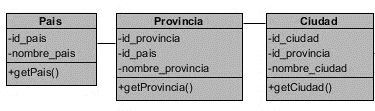 Pais
-id_pais
-nombre_pais
+getPais()
Provincia
-id_provincia
-id_pais
-nombre_provincia
+getProvincia()
Ciudad
-id_ciudad
-id_provincia
-nombre_ciudad
+getCiudad()